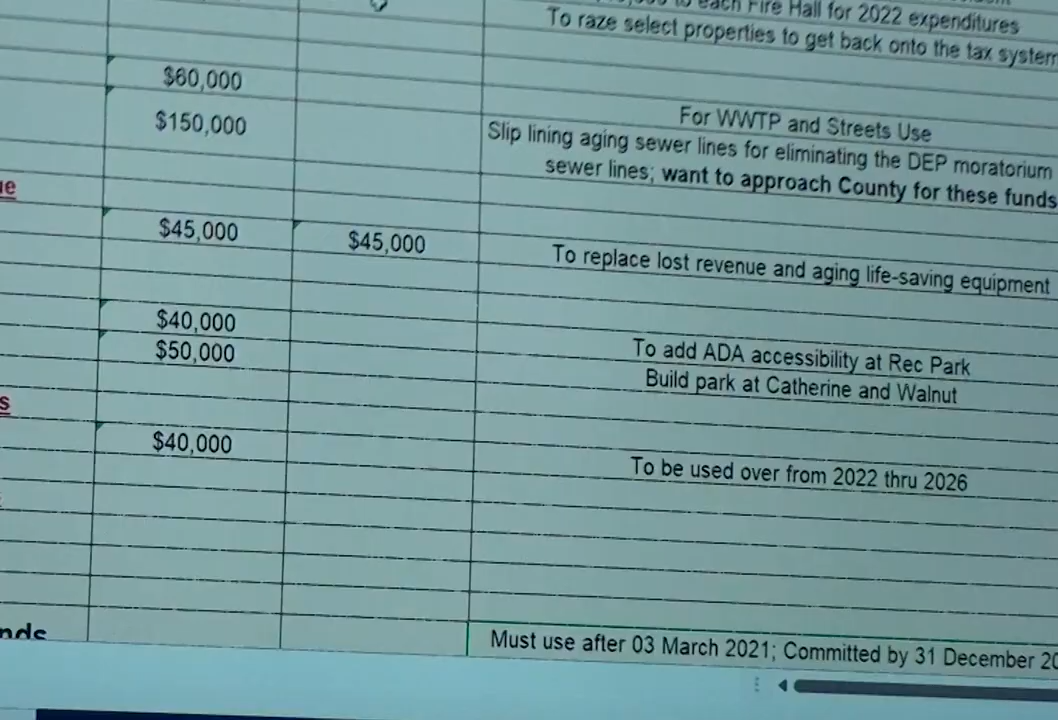 to each Fire Hall for 2022 expenditures
To raze select properties to get back onto the tax system
$60,000
For WWTP and Streets Use
$150,000
Slip lining aging sewer lines for eliminating the DEP moratorium
sewer lines; want to approach County for these funds
$45,000 $45,000
To replace lost revenue and aging life-saving equipment
$40,000
To add ADA accessibility at Rec Park
$50,000
Build park at Catherine and Walnut
$40,000
To be used over from 2022 thru 2026
Must use after 03 March 2021; Committed by 31 December